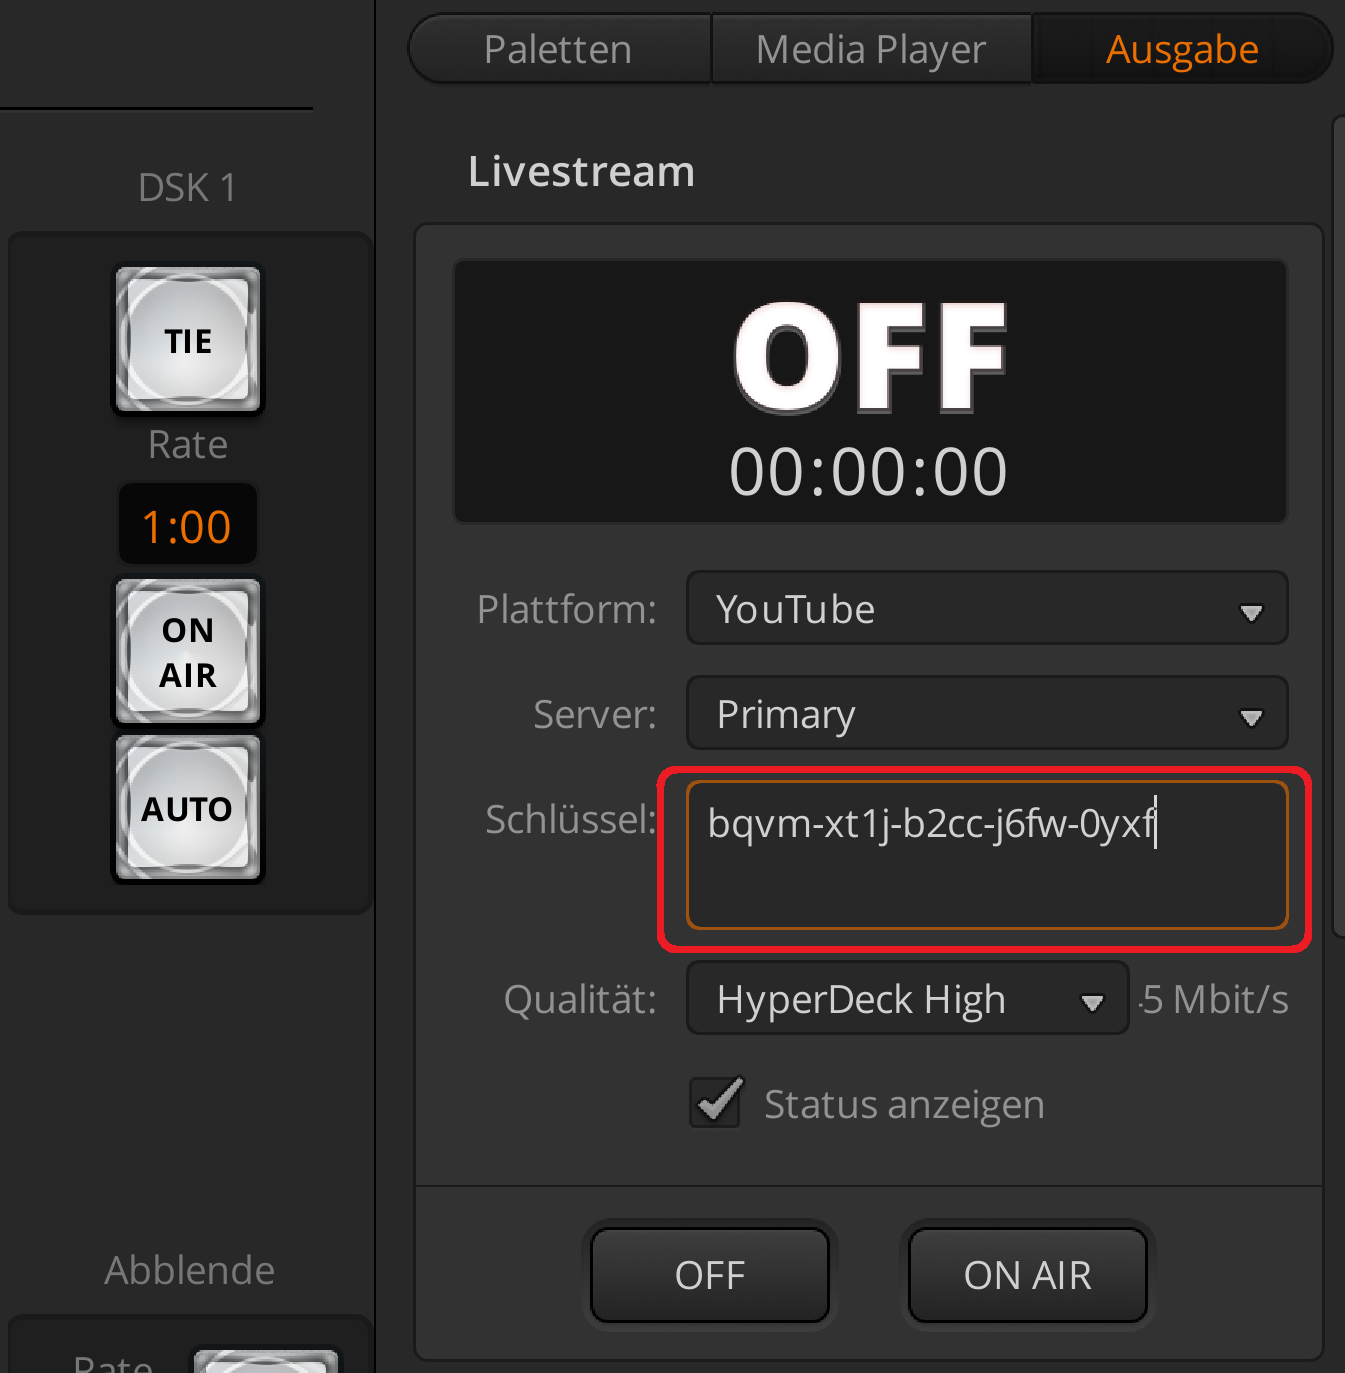 Paletten
Media Player
Ausgabe
DSK 1
TIE
Rate
1:00
ON
AIR
AUTO
Abblende
Rate
Livestream
OFF
00:00:00
Plattform: YouTube
Server: Primary
Schlüssel: bqvm-xt1j-b2cc-j6fw-0yxf
Qualität: HyperDeck High 5 Mbit/s
Status anzeigen
OFF
ON AIR